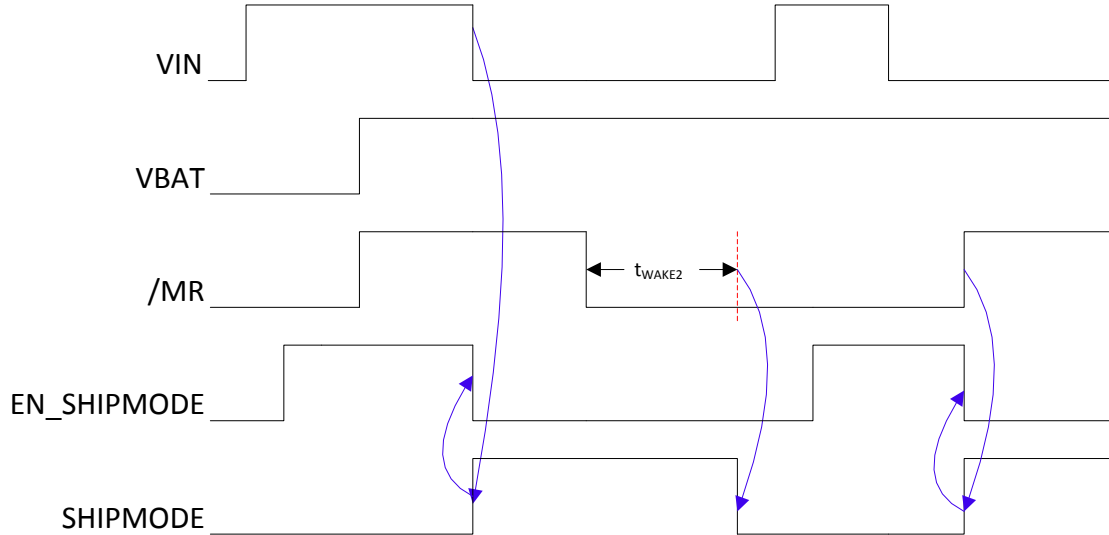 VIN
VBAT
/MR
tWAKE2
EN_SHIPMODE
SHIPMODE